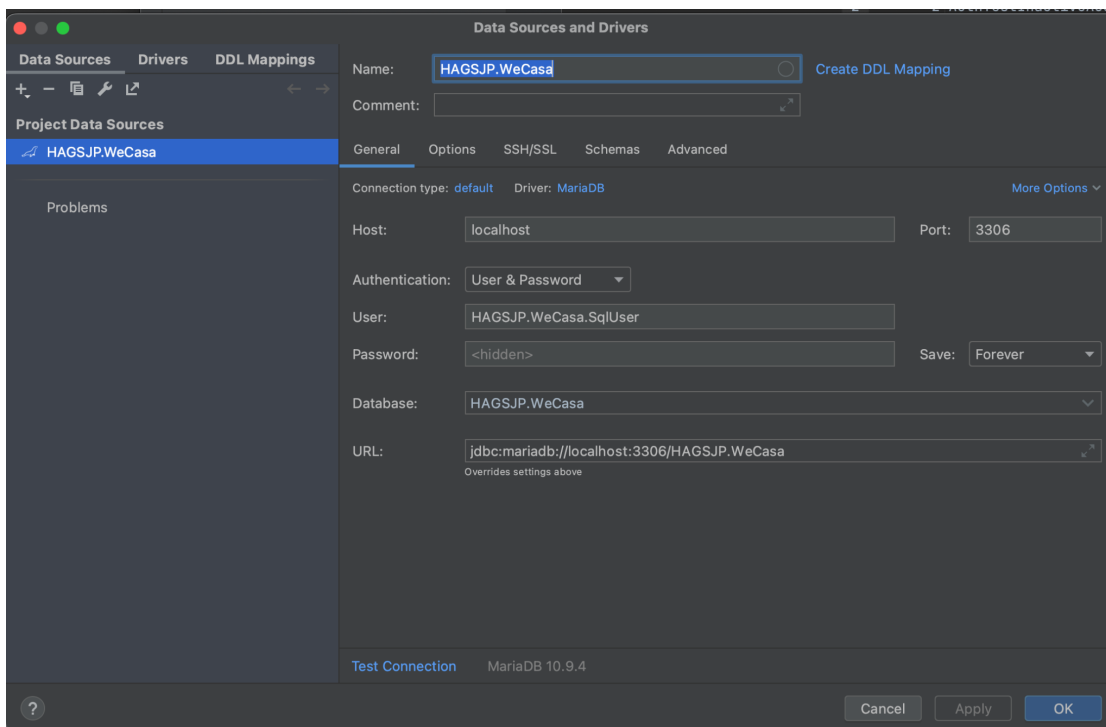 Data Sources and Drivers
Data Sources Drivers DDL Mappings
Project Data Sources
HAGSJP.WeCasa
Problems
Name: HAGSJP.WeCasa Create DDL Mapping
Comment:
General Options SSH/SSL Schemas Advanced
Connection type: default Driver: MariaDB More Options
Host: localhost Port: 3306
Authentication: User & Password
User: HAGSJP.WeCasa.SqlUser
Password: <hidden> Save: Forever
Database: HAGSJP.WeCasa
URL: jdbc:mariadb://localhost:3306/HAGSJP.WeCasa
Overrides settings above
Test Connection MariaDB 10.9.4
? Cancel Apply OK